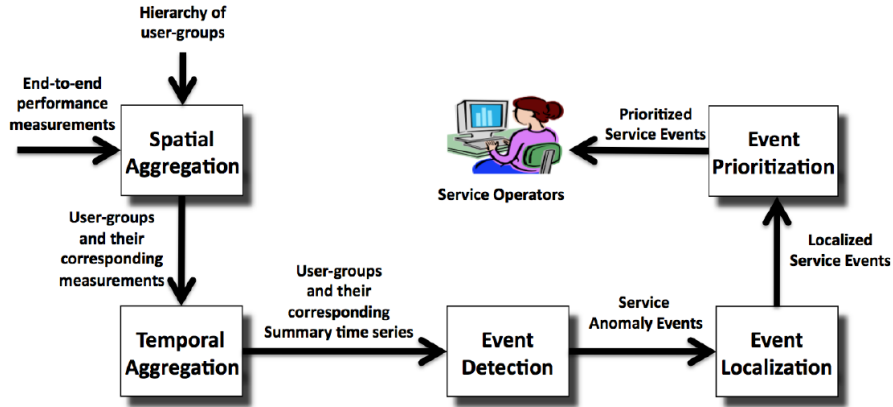 Hierarchy of
user-groups
End-to-end
performance
measurements
Spatial
Aggregation
User-groups
and their
corresponding
measurements
Temporal
Aggregation
User-groups
and their
corresponding
Summary time series
Event
Detection
Service
Anomaly Events
Event
Localization
Localized
Service Events
Event
Prioritization
Prioritized
Service Events
Service Operators